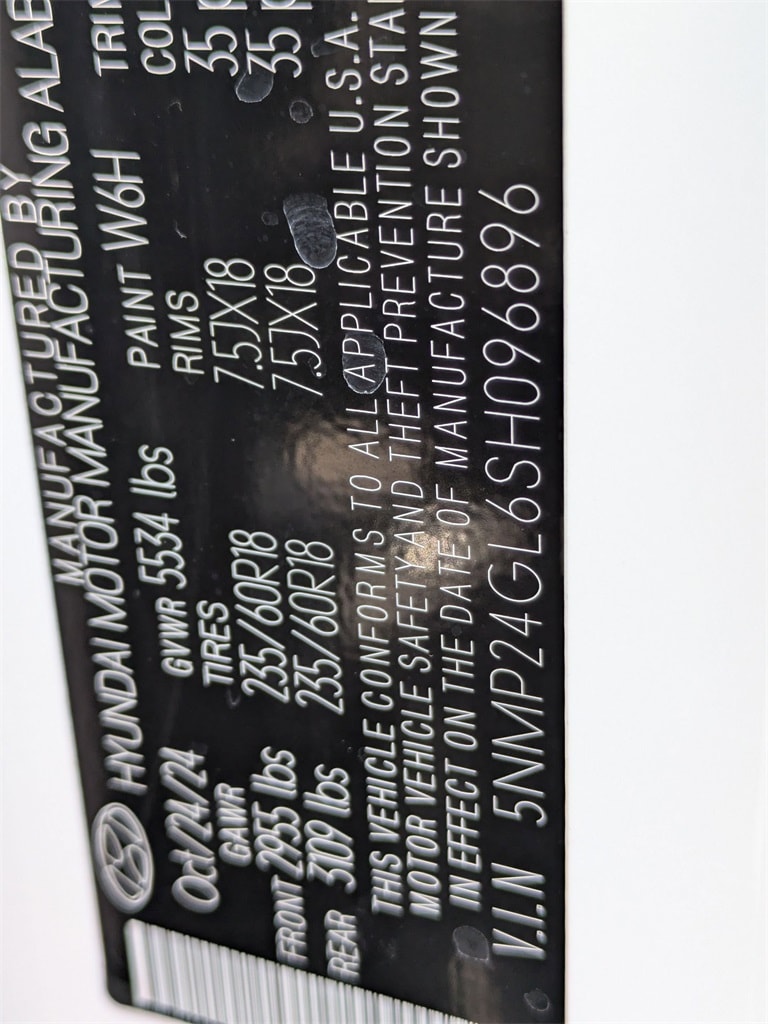 MANUFACTURED BY
HYUNDAI MOTOR MANUFACTURING ALAB
Oct/24/24 GVWR 5534 lbs PAINT W6H TRIM
GAWR TIRES RIMS COL
FRONT 2955 lbs 235/60R18 7.5JX18 35 p
REAR 3109 lbs 235/60R18 7.5JX18 35 p
THIS VEHICLE CONFORMS TO ALL APPLICABLE U.S.A.
MOTOR VEHICLE SAFETY AND THEFT PREVENTION STA
IN EFFECT ON THE DATE OF MANUFACTURE SHOWN
V.I.N 5NMP24GL6SH096896